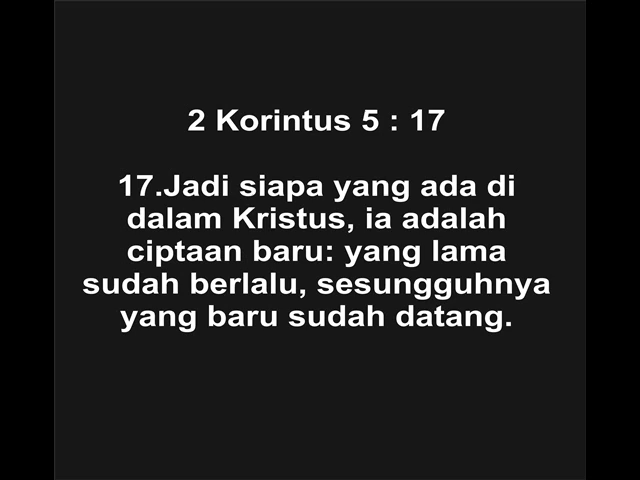 2 Korintus 5 : 17
17.Jadi siapa yang ada di
dalam Kristus, ia adalah
ciptaan baru: yang lama
sudah berlalu, sesungguhnya
yang baru sudah datang.